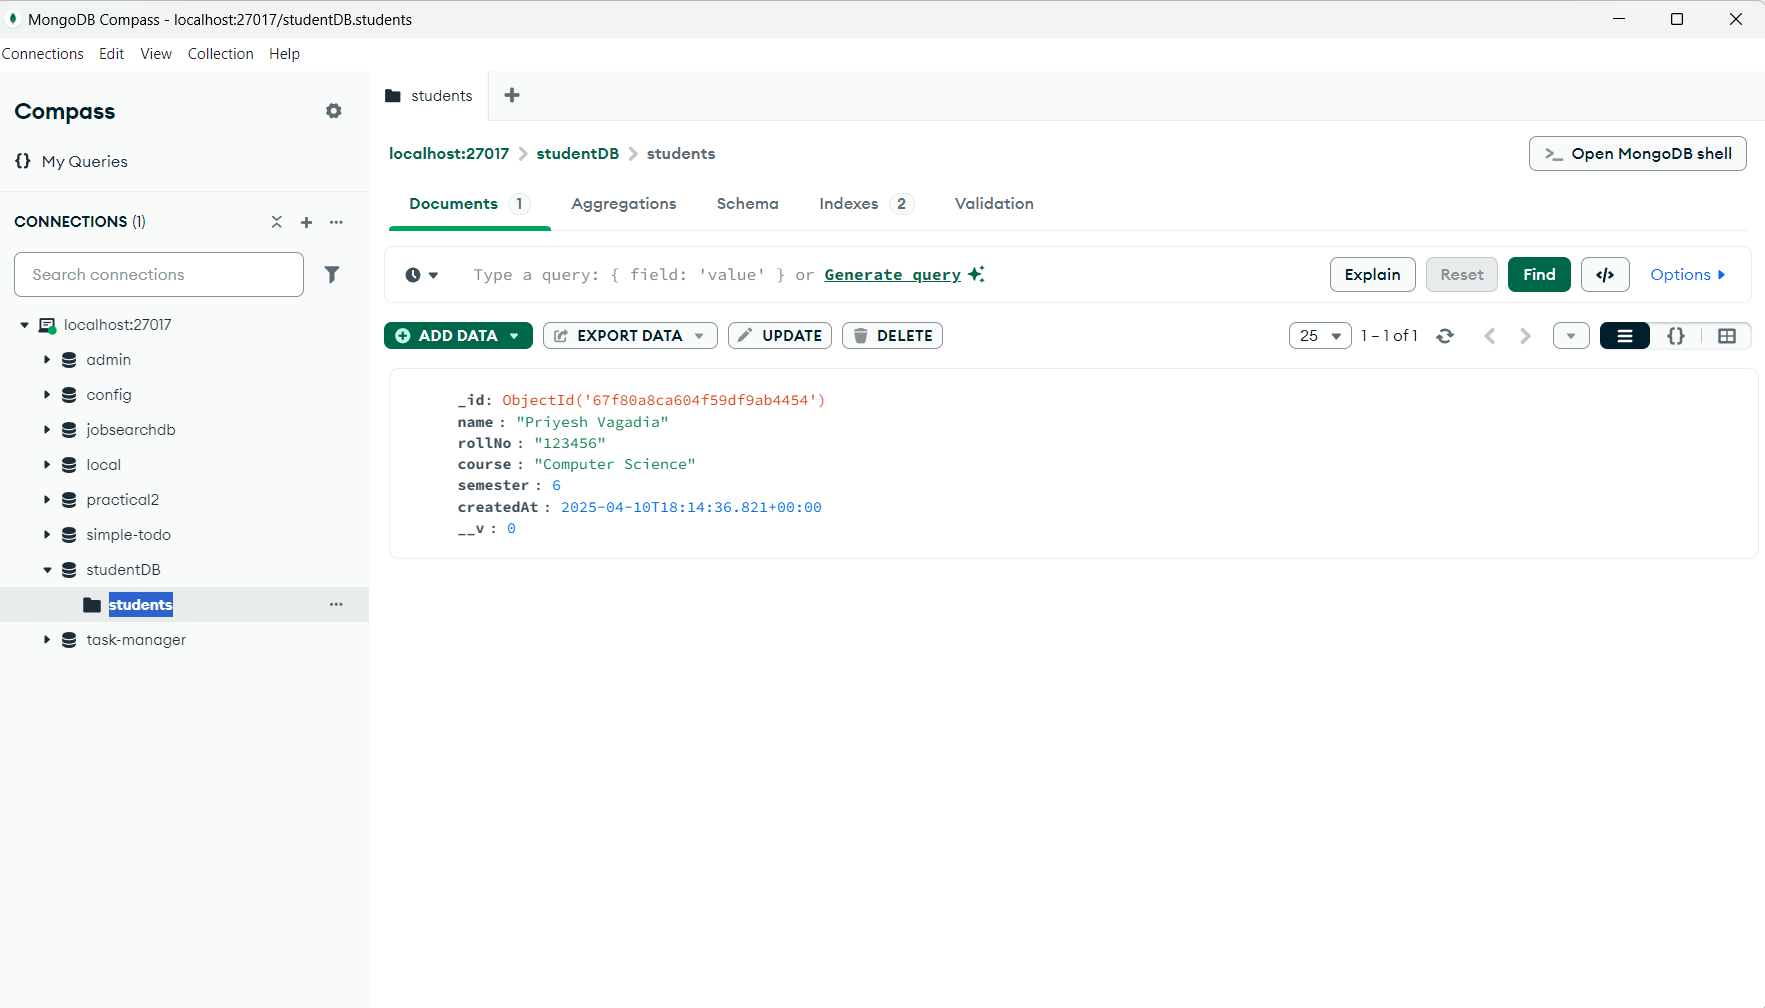 MongoDB Compass - localhost:27017/studentDB.students
Connections Edit View Collection Help
Compass
{} My Queries
CONNECTIONS (1)
Search connections
localhost:27017
admin
config
jobsearchdb
local
practical2
simple-todo
studentDB
students
task-manager
students
localhost:27017 > studentDB > students
>_ Open MongoDB shell
Documents 1 Aggregations Schema Indexes 2 Validation
Type a query: { field: 'value' } or Generate query
Explain Reset Find </> Options
ADD DATA EXPORT DATA UPDATE DELETE
25 1 – 1 of 1 {}
_id: ObjectId('67f80a8ca604f59df9ab4454')
name : "Priyesh Vagadia"
rollNo : "123456"
course : "Computer Science"
semester : 6
createdAt : 2025-04-10T18:14:36.821+00:00
__v : 0